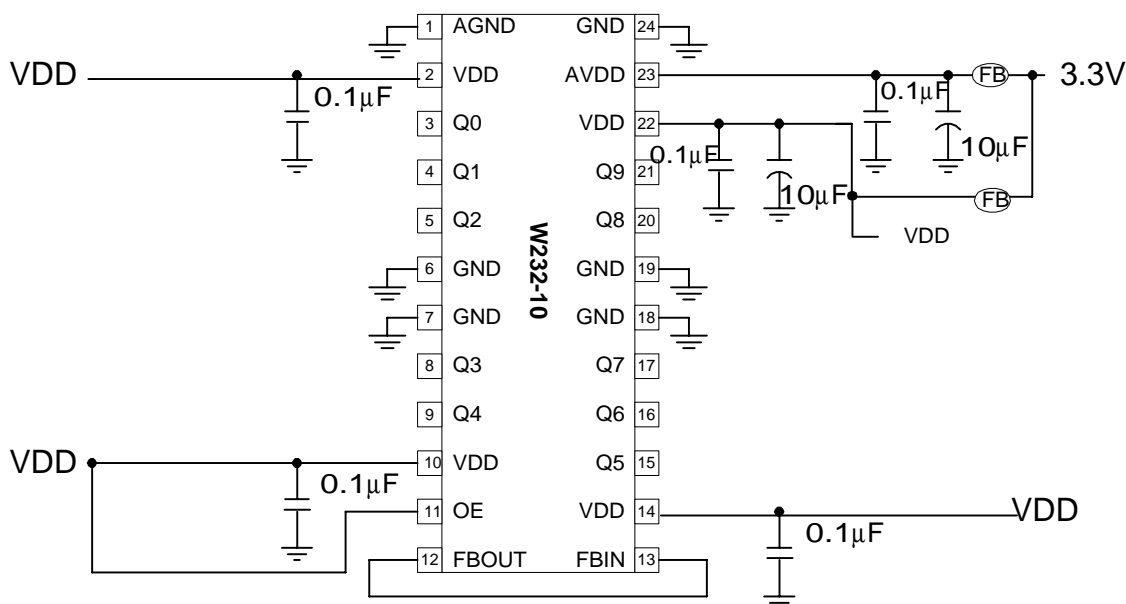 1 AGND GND 24
VDD 2 VDD AVDD 23 0.1μF FB 3.3V
0.1μF 10μF
3 Q0 VDD 22 0.1μF
10μF FB
4 Q1 Q9 21
VDD
5 Q2 Q8 20
W232-10
6 GND GND 19
7 GND GND 18
8 Q3 Q7 17
9 Q4 Q6 16
VDD 10 VDD Q5 15
0.1μF
11 OE VDD 14 VDD
0.1μF
12 FBOUT FBIN 13